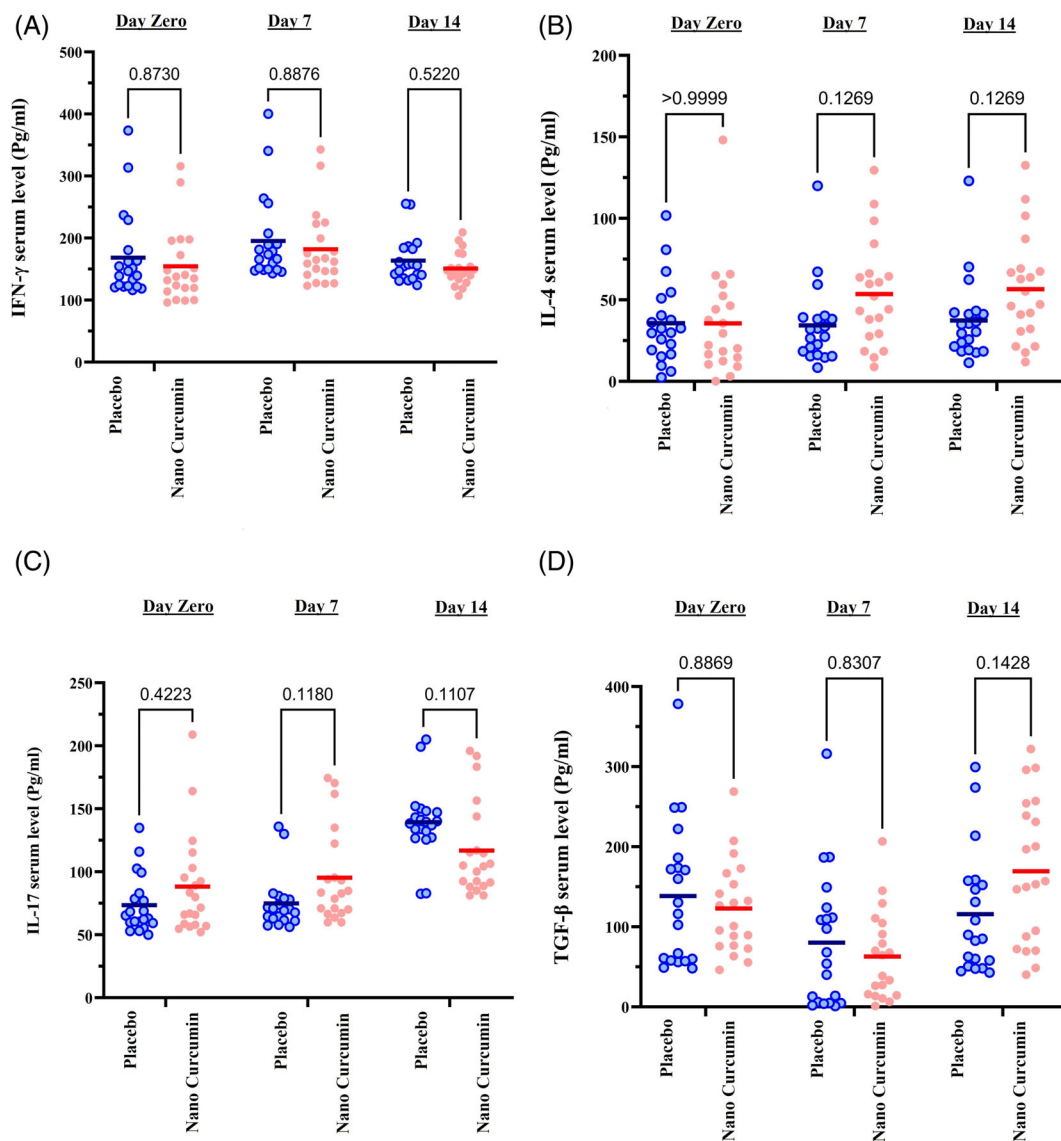 (A)
Day Zero Day 7 Day 14
IFN-γ serum level (Pg/ml)
500
400
300
200
100
0
0.8730 0.8876 0.5220
Placebo Nano Curcumin Placebo Nano Curcumin Placebo Nano Curcumin
(B)
Day Zero Day 7 Day 14
IL-4 serum level (Pg/ml)
200
150
100
50
0
>0.9999 0.1269 0.1269
Placebo Nano Curcumin Placebo Nano Curcumin Placebo Nano Curcumin
(C)
Day Zero Day 7 Day 14
IL-17 serum level (Pg/ml)
250
200
150
100
50
0
0.4223 0.1180 0.1107
Placebo Nano Curcumin Placebo Nano Curcumin Placebo Nano Curcumin
(D)
Day Zero Day 7 Day 14
TGF-β serum level (Pg/ml)
400
300
200
100
0
0.8869 0.8307 0.1428
Placebo Nano Curcumin Placebo Nano Curcumin Placebo Nano Curcumin